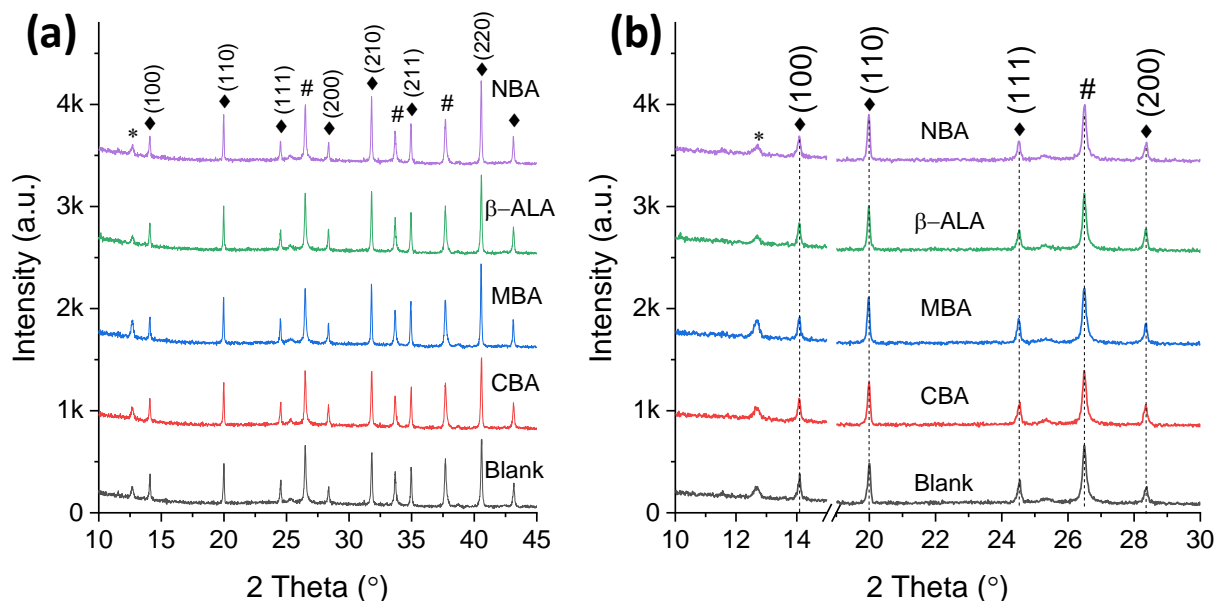 (a)
Intensity (a.u.)
4k
3k
2k
1k
0
*
♦ (100)
♦ (110)
♦ (111)
#
♦ (200)
♦ (210)
#
♦ (211)
#
♦ (220)
♦
NBA
β–ALA
MBA
CBA
Blank
10 15 20 25 30 35 40 45
2 Theta (°)
(b)
Intensity (a.u.)
4k
3k
2k
1k
0
*
♦ (100)
♦ (110)
♦ (111)
#
♦ (200)
NBA
β–ALA
MBA
CBA
Blank
10 12 14 20 22 24 26 28 30
2 Theta (°)